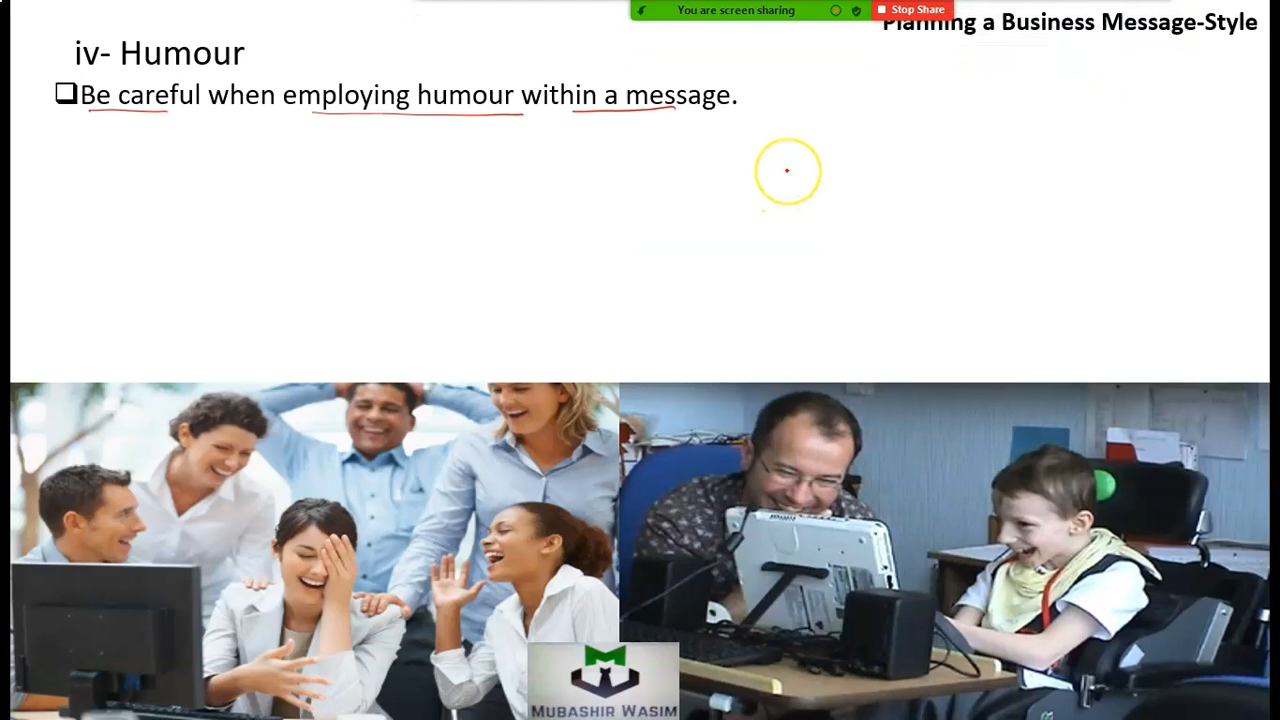 You are screen sharing
Stop Share
Planning a Business Message-Style
iv- Humour
Be careful when employing humour within a message.
MUBASHIR WASIM